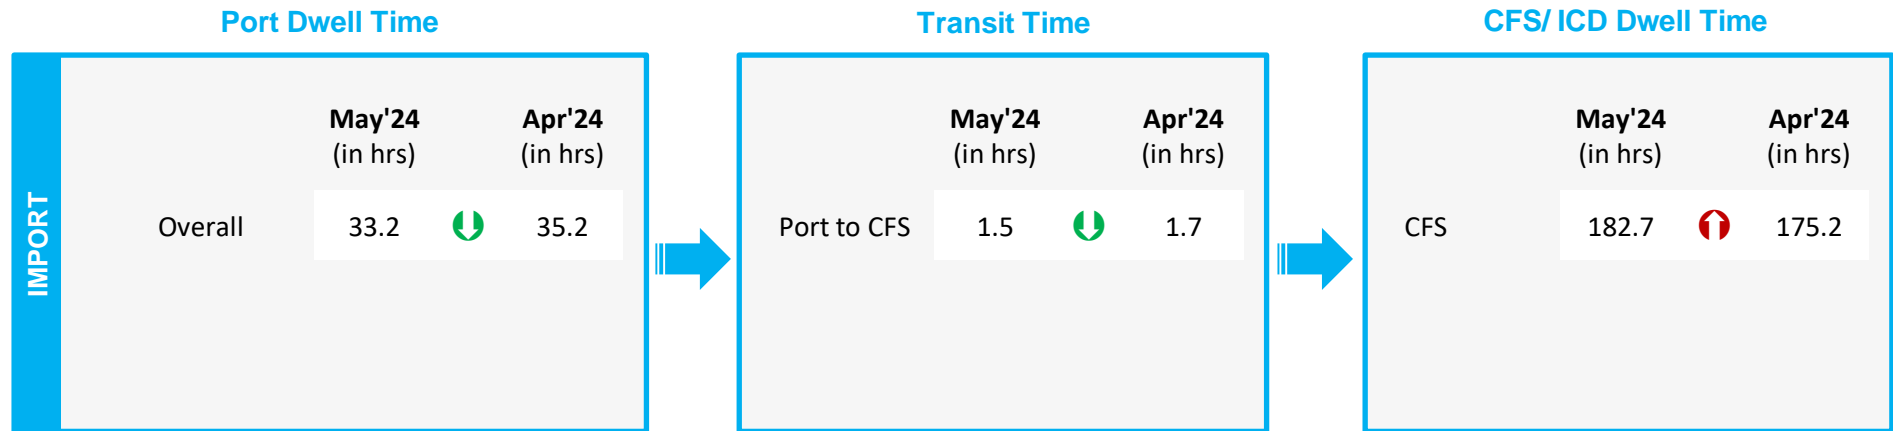 Port Dwell Time
Transit Time
CFS/ ICD Dwell Time
IMPORT
May'24 Apr'24
(in hrs) (in hrs)
Overall 33.2 35.2
May'24 Apr'24
(in hrs) (in hrs)
Port to CFS 1.5 1.7
May'24 Apr'24
(in hrs) (in hrs)
CFS 182.7 175.2